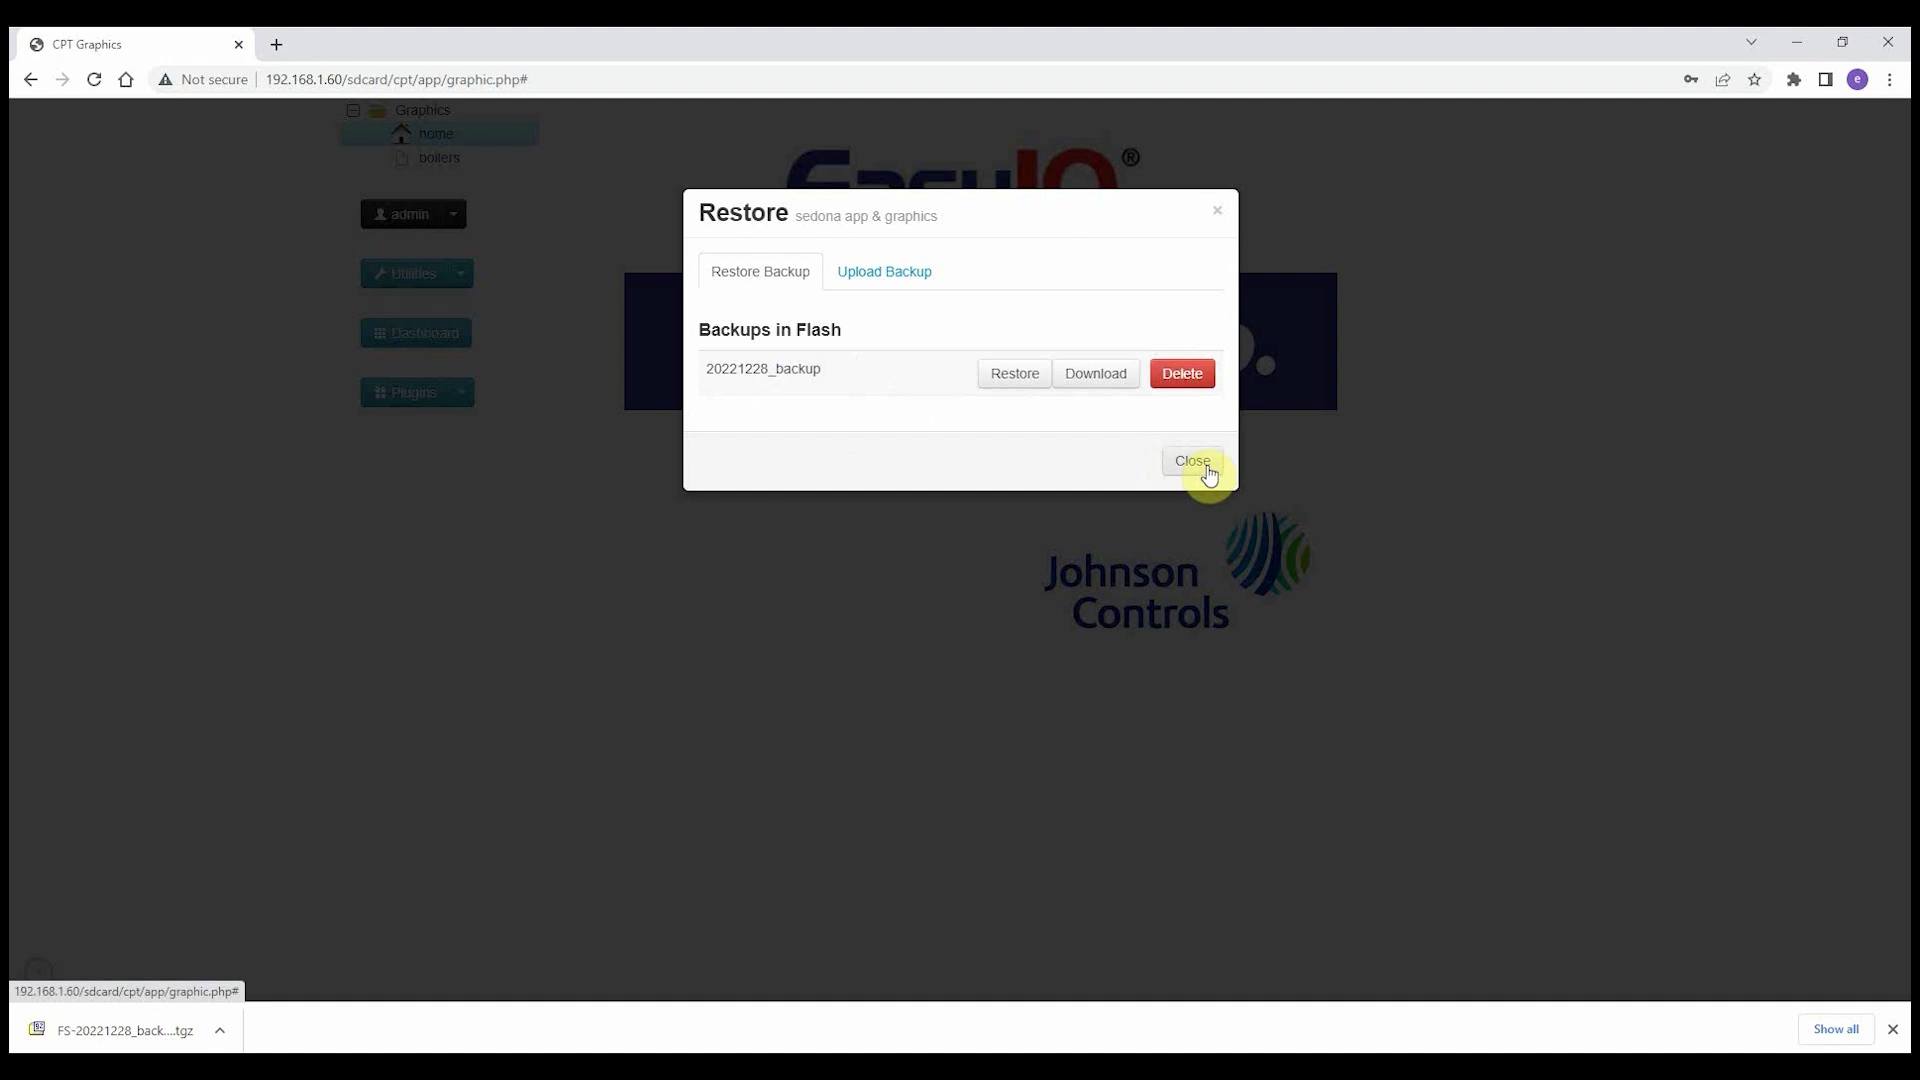 CPT Graphics
Not secure
192.168.1.60/sdcard/cpt/app/graphic.php#
e
Graphics
home
boilers
EasyIO®
admin
Utilities
Dashboard
Plugins
Restore sedona app & graphics
×
Restore Backup
Upload Backup
Backups in Flash
20221228_backup
Restore
Download
Delete
Close
Johnson
Controls
192.168.1.60/sdcard/cpt/app/graphic.php#
FS-20221228_back....tgz
Show all